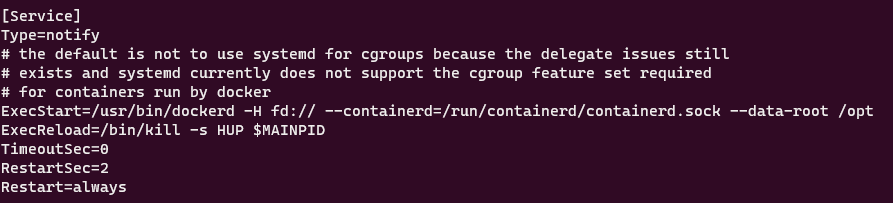 [Service]
Type=notify
# the default is not to use systemd for cgroups because the delegate issues still
# exists and systemd currently does not support the cgroup feature set required
# for containers run by docker
ExecStart=/usr/bin/dockerd -H fd:// --containerd=/run/containerd/containerd.sock --data-root /opt
ExecReload=/bin/kill -s HUP $MAINPID
TimeoutSec=0
RestartSec=2
Restart=always